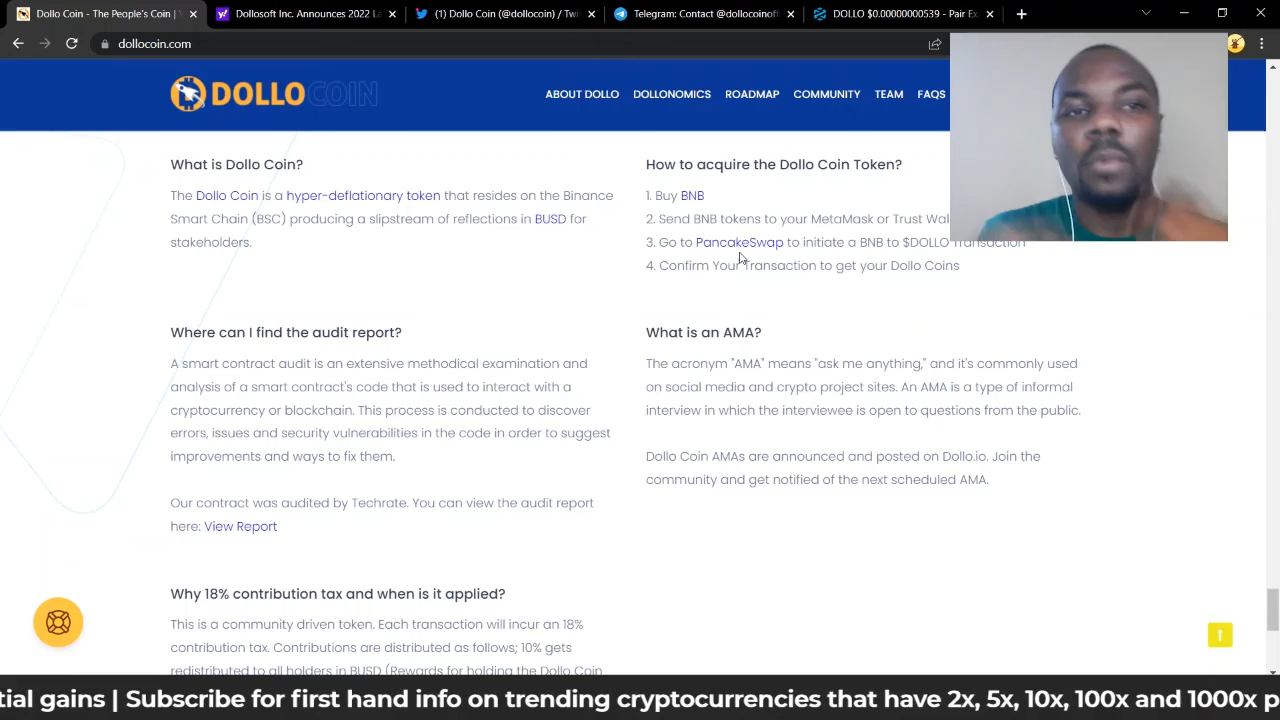 Dollo Coin - The People's Coin |
Dollosoft Inc. Announces 2022 Le
(1) Dollo Coin (@dollocoin) / Twi
Telegram: Contact @dollocoinoff
DOLLO $0.00000000539 - Pair Ex
dollocoin.com
DOLLOCOIN
ABOUT DOLLO
DOLLONOMICS
ROADMAP
COMMUNITY
TEAM
FAQS
What is Dollo Coin?
The Dollo Coin is a hyper-deflationary token that resides on the Binance
Smart Chain (BSC) producing a slipstream of reflections in BUSD for
stakeholders.
How to acquire the Dollo Coin Token?
1. Buy BNB
2. Send BNB tokens to your MetaMask or Trust Wal
3. Go to PancakeSwap to initiate a BNB to $DOLLO Transaction
4. Confirm Your Transaction to get your Dollo Coins
Where can I find the audit report?
A smart contract audit is an extensive methodical examination and
analysis of a smart contract's code that is used to interact with a
cryptocurrency or blockchain. This process is conducted to discover
errors, issues and security vulnerabilities in the code in order to suggest
improvements and ways to fix them.
Our contract was audited by Techrate. You can view the audit report
here: View Report
What is an AMA?
The acronym "AMA" means "ask me anything," and it's commonly used
on social media and crypto project sites. An AMA is a type of informal
interview in which the interviewee is open to questions from the public.
Dollo Coin AMAs are announced and posted on Dollo.io. Join the
community and get notified of the next scheduled AMA.
Why 18% contribution tax and when is it applied?
This is a community driven token. Each transaction will incur an 18%
contribution tax. Contributions are distributed as follows; 10% gets
redistributed to all holders in BUSD (Rewards for holding the Dollo Coin
tial gains | Subscribe for first hand info on trending cryptocurrencies that have 2x, 5x, 10x, 100x and 1000x p